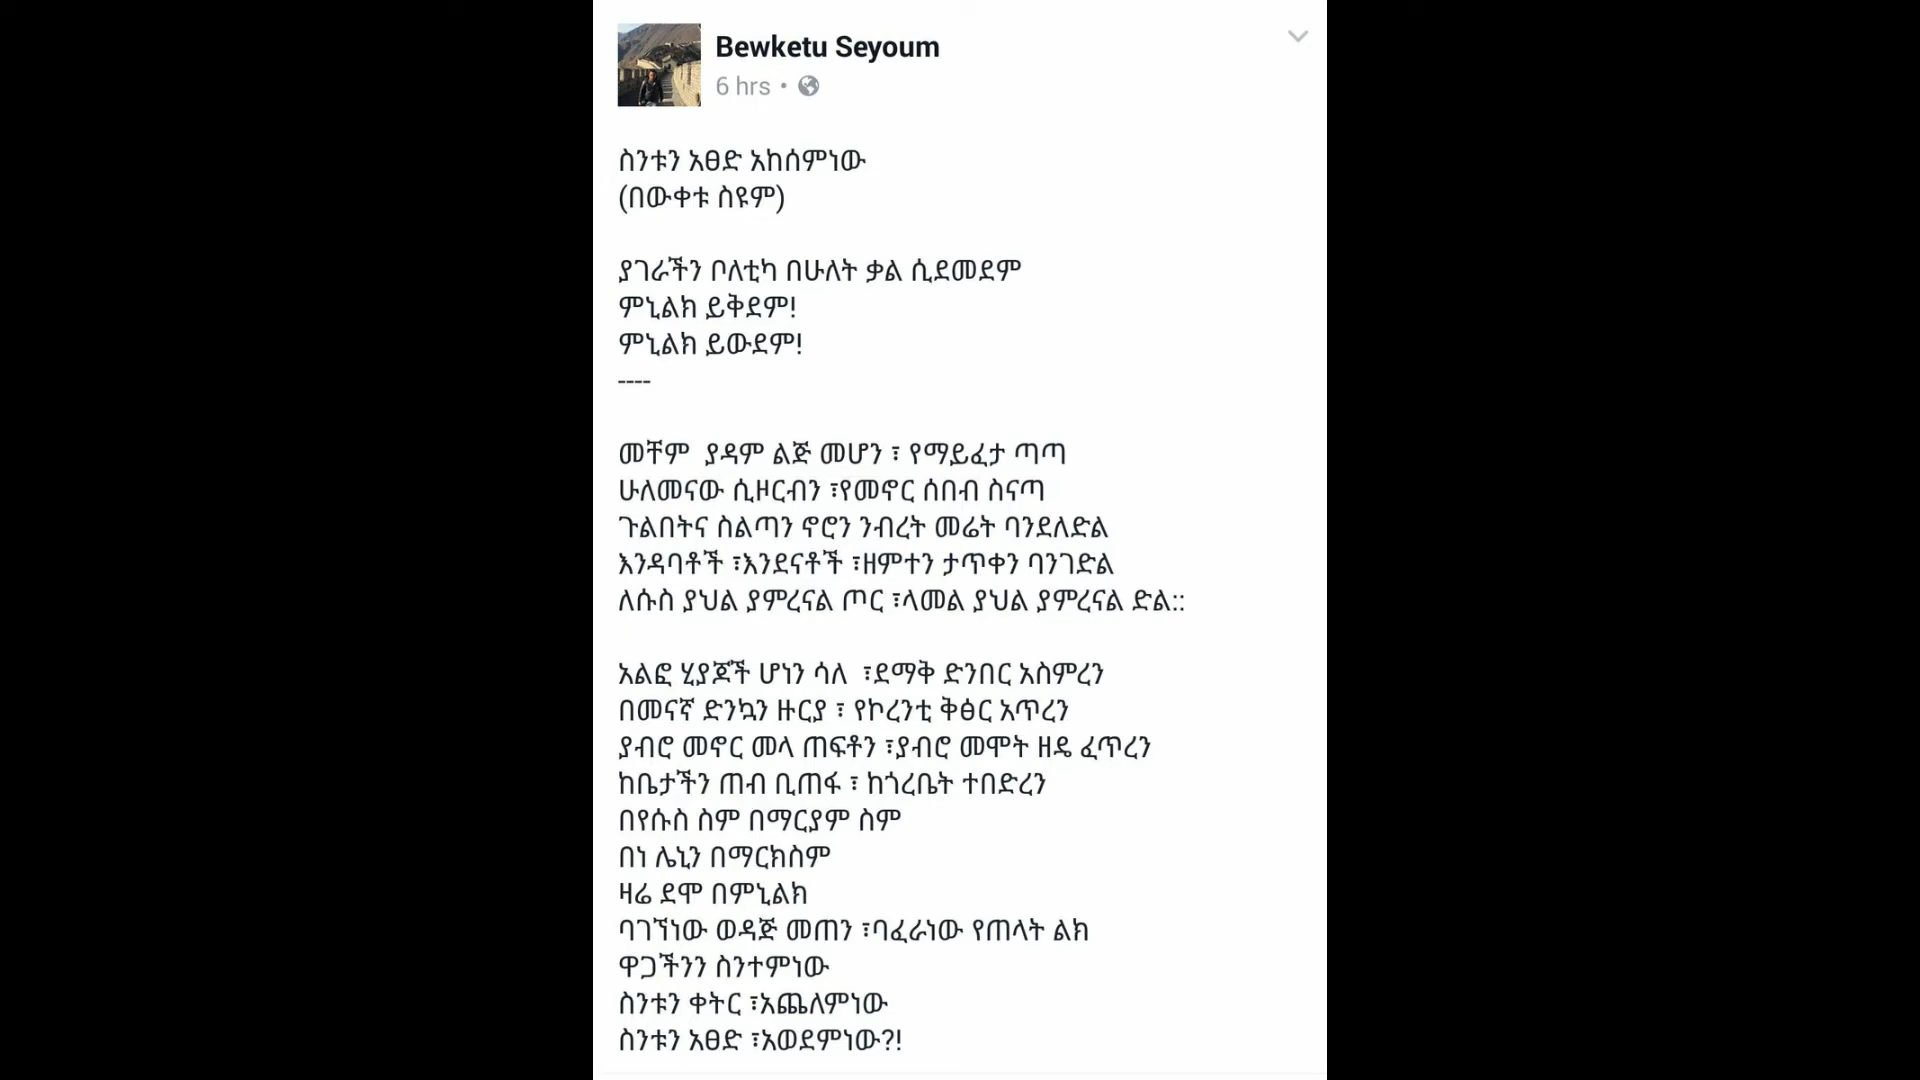 Bewketu Seyoum
6 hrs •
ስንቱን አፀድ አከሰምነው
(በውቀቱ ስዩም)
ያገራችን ቦለቲካ በሁለት ቃል ሲደመደም
ምኒልክ ይቅደም!
ምኒልክ ይውደም!
----
መቸም ያዳም ልጅ መሆን ፣ የማይፈታ ጣጣ
ሁለመናው ሲዞርብን ፣የመኖር ሰበብ ስናጣ
ጉልበትና ስልጣን ኖሮን ንብረት መሬት ባንደለድል
እንዳባቶች ፣እንደናቶች ፣ዘምተን ታጥቀን ባንገድል
ለሱስ ያህል ያምረናል ጦር ፣ላመል ያህል ያምረናል ድል::
አልፎ ሂያጆች ሆነን ሳለ ፣ደማቅ ድንበር አስምረን
በመናኛ ድንኳን ዙርያ ፣ የኮረንቲ ቅፅር አጥረን
ያብሮ መኖር መላ ጠፍቶን ፣ያብሮ መሞት ዘዴ ፈጥረን
ከቤታችን ጠብ ቢጠፋ ፣ ከጎረቤት ተበድረን
በየሱስ ስም በማርያም ስም
በነ ሌኒን በማርክስም
ዛሬ ደሞ በምኒልክ
ባገኘነው ወዳጅ መጠን ፣ባፈራነው የጠላት ልክ
ዋጋችንን ስንተምነው
ስንቱን ቀትር ፣አጨለምነው
ስንቱን አፀድ ፣አወደምነው?!